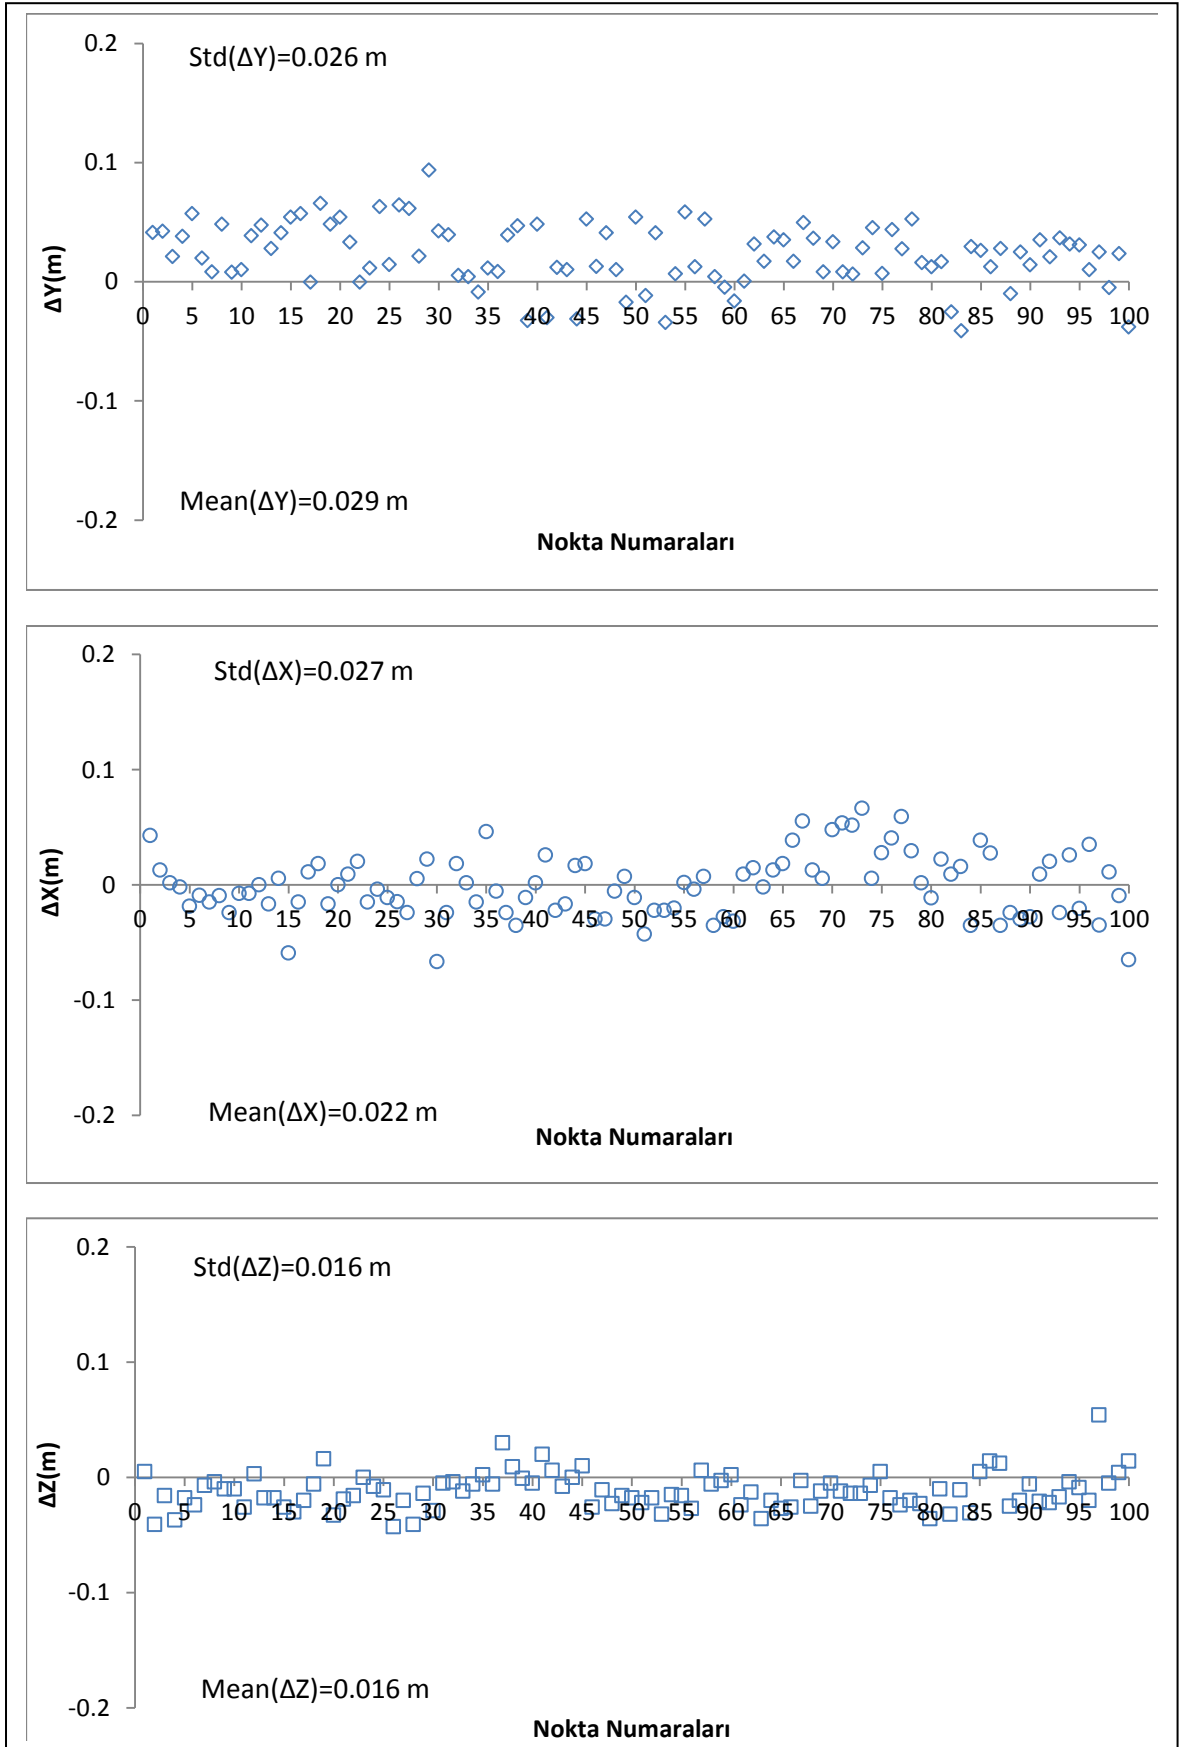 0.2
Std(ΔY)=0.026 m
0.1
0
0 5 10 15 20 25 30 35 40 45 50 55 60 65 70 75 80 85 90 95 100
ΔY(m)
-0.1
Mean(ΔY)=0.029 m
-0.2
Nokta Numaraları
0.2
Std(ΔX)=0.027 m
0.1
0
0 5 10 15 20 25 30 35 40 45 50 55 60 65 70 75 80 85 90 95 100
ΔX(m)
-0.1
Mean(ΔX)=0.022 m
-0.2
Nokta Numaraları
0.2
Std(ΔZ)=0.016 m
0.1
0
0 5 10 15 20 25 30 35 40 45 50 55 60 65 70 75 80 85 90 95 100
ΔZ(m)
-0.1
Mean(ΔZ)=0.016 m
-0.2
Nokta Numaraları